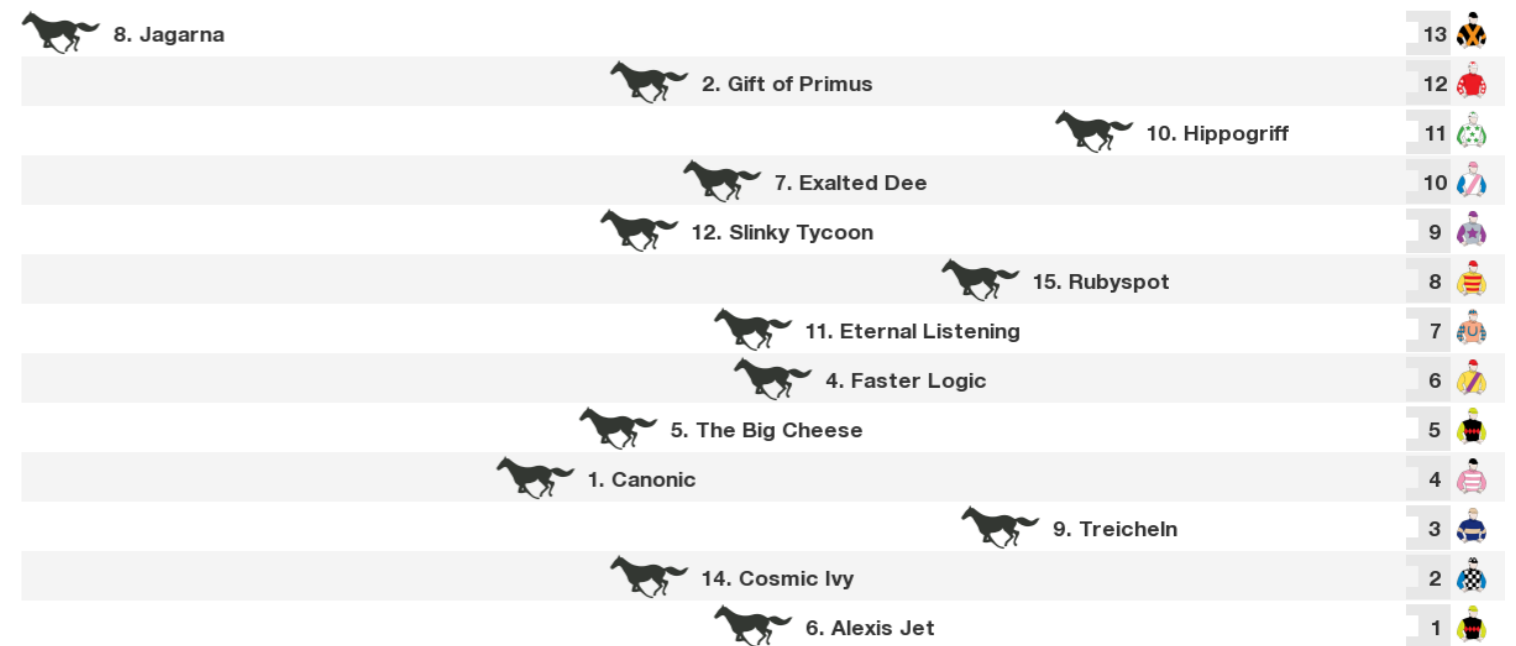 8. Jagarna 13
2. Gift of Primus 12
10. Hippogriff 11
7. Exalted Dee 10
12. Slinky Tycoon 9
15. Rubyspot 8
11. Eternal Listening 7
4. Faster Logic 6
5. The Big Cheese 5
1. Canonic 4
9. Treicheln 3
14. Cosmic Ivy 2
6. Alexis Jet 1